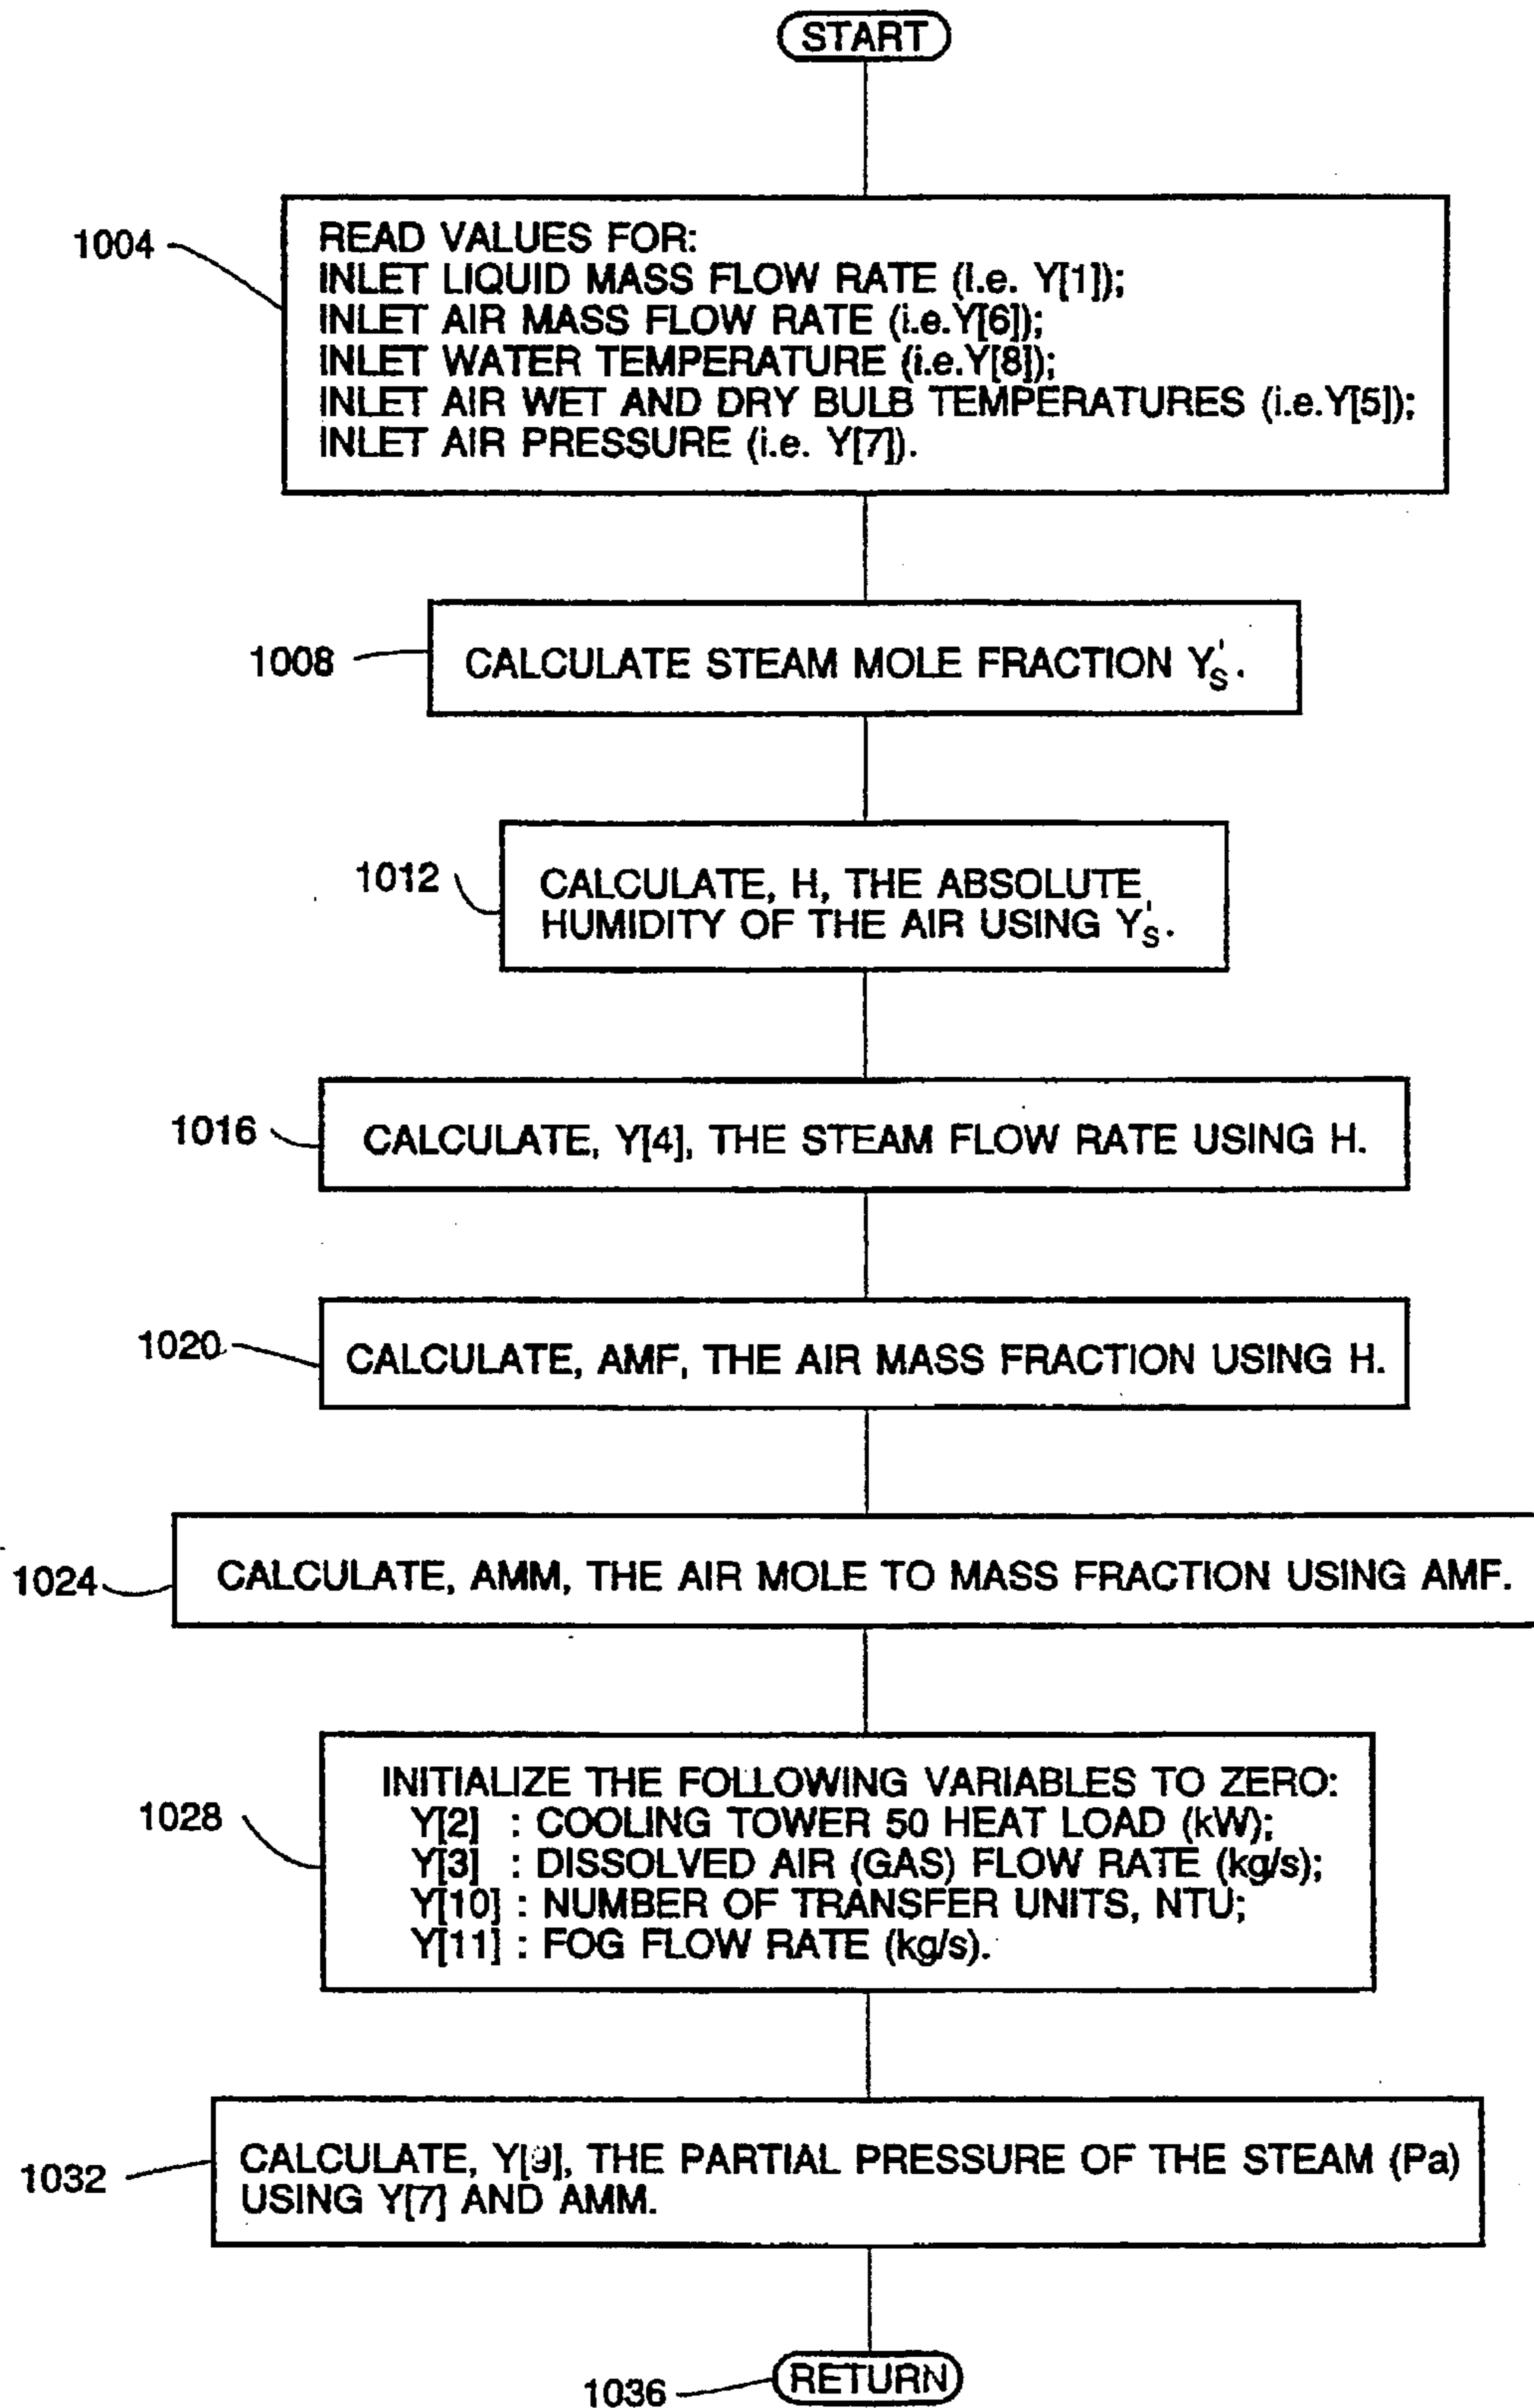 START
1004
READ VALUES FOR:
INLET LIQUID MASS FLOW RATE (i.e. Y[1]);
INLET AIR MASS FLOW RATE (i.e.Y[6]);
INLET WATER TEMPERATURE (i.e.Y[8]);
INLET AIR WET AND DRY BULB TEMPERATURES (i.e.Y[5]);
INLET AIR PRESSURE (i.e. Y[7]).
1008
CALCULATE STEAM MOLE FRACTION Y'S.
1012
CALCULATE, H, THE ABSOLUTE
HUMIDITY OF THE AIR USING Y'S.
1016
CALCULATE, Y[4], THE STEAM FLOW RATE USING H.
1020
CALCULATE, AMF, THE AIR MASS FRACTION USING H.
1024
CALCULATE, AMM, THE AIR MOLE TO MASS FRACTION USING AMF.
1028
INITIALIZE THE FOLLOWING VARIABLES TO ZERO:
Y[2] : COOLING TOWER 50 HEAT LOAD (kW);
Y[3] : DISSOLVED AIR (GAS) FLOW RATE (kg/s);
Y[10] : NUMBER OF TRANSFER UNITS, NTU;
Y[11] : FOG FLOW RATE (kg/s).
1032
CALCULATE, Y[9], THE PARTIAL PRESSURE OF THE STEAM (Pa)
USING Y[7] AND AMM.
1036
RETURN